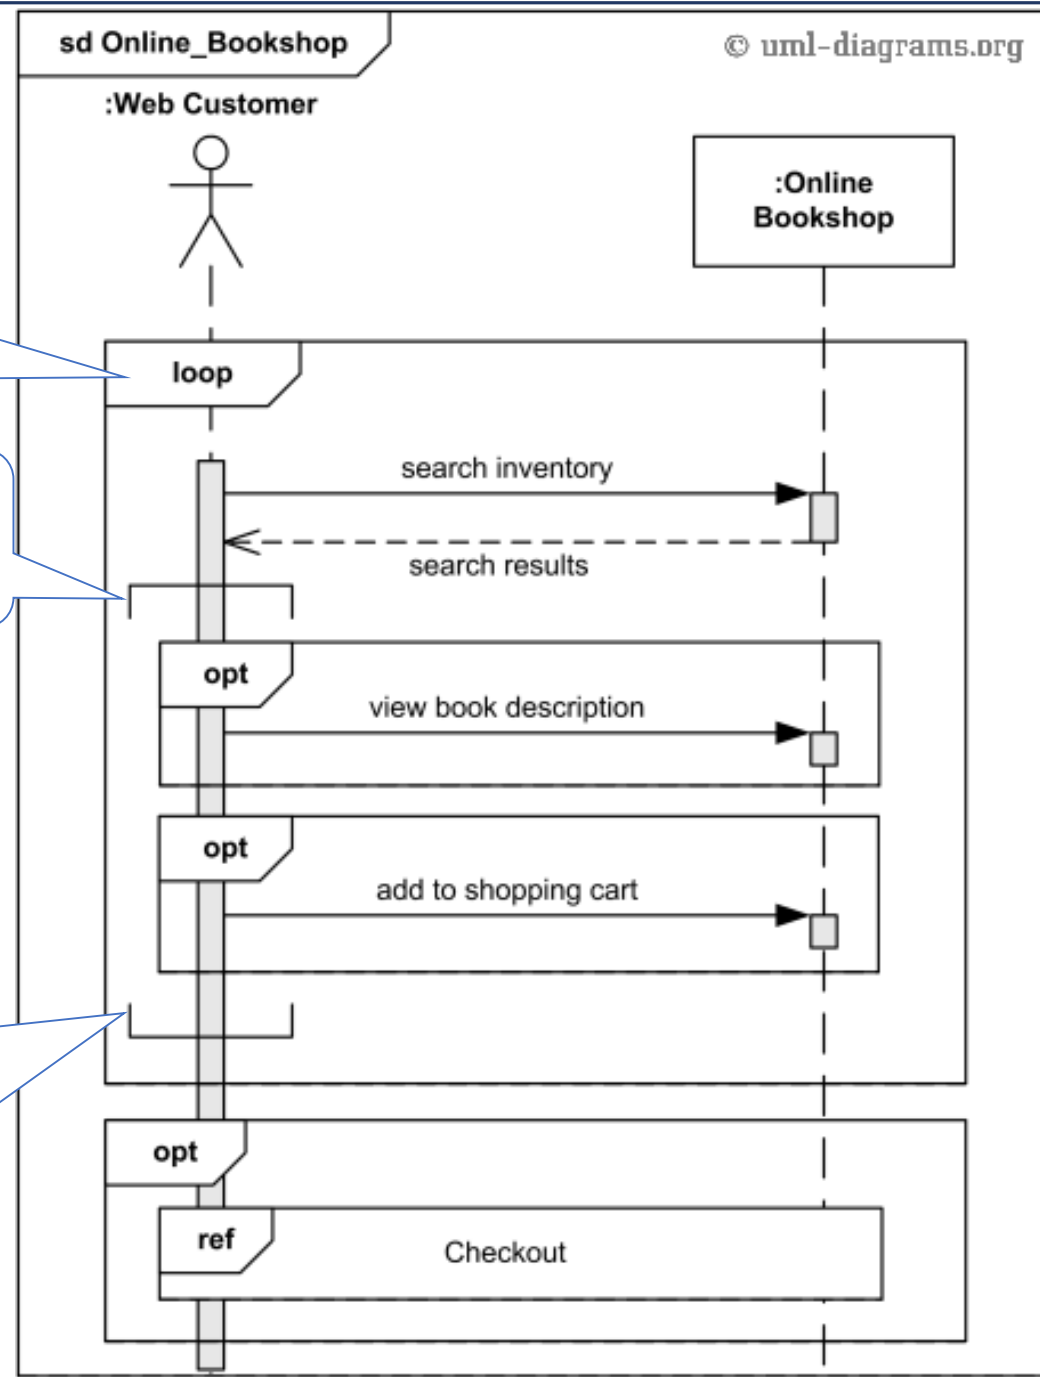 sd Online_Bookshop
© uml-diagrams.org
:Web Customer
:Online
Bookshop
loop
search inventory
search results
opt
view book description
opt
add to shopping cart
opt
ref
Checkout